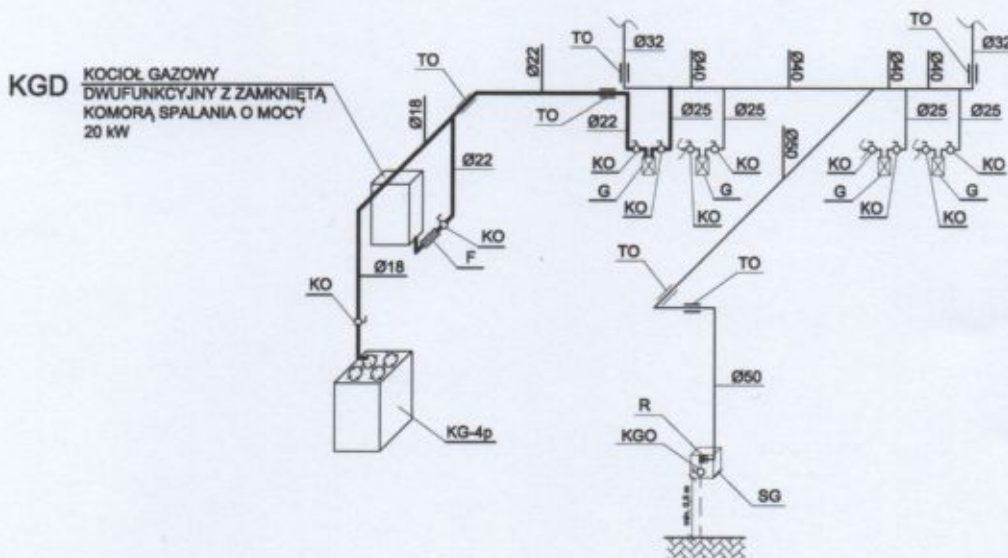 KGD
KOCIOŁ GAZOWY
DWUFUNKCYJNY Z ZAMKNIĘTĄ
KOMORĄ SPALANIA O MOCY
20 kW
TO
Ø18
Ø22
TO
TO
Ø32
Ø40
Ø40
Ø40
Ø40
TO
Ø32
Ø22
Ø22
Ø25
Ø25
Ø50
Ø25
Ø25
KO
KO
KO
KO
KO
G
KO
KO
G
G
KO
KO
G
KO
F
Ø18
KO
KG-4p
TO
TO
Ø50
R
KGO
SG